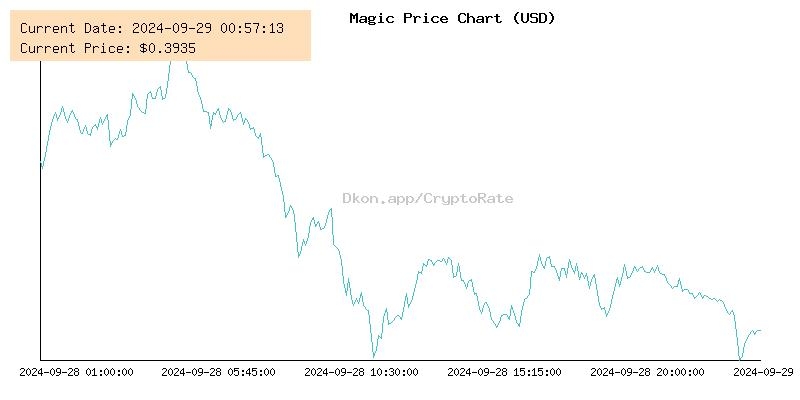 Magic Price Chart (USD)
Current Date: 2024-09-29 00:57:13
Current Price: $0.3935
Dkon.app/CryptoRate
2024-09-28 01:00:00 2024-09-28 05:45:00 2024-09-28 10:30:00 2024-09-28 15:15:00 2024-09-28 20:00:00 2024-09-29